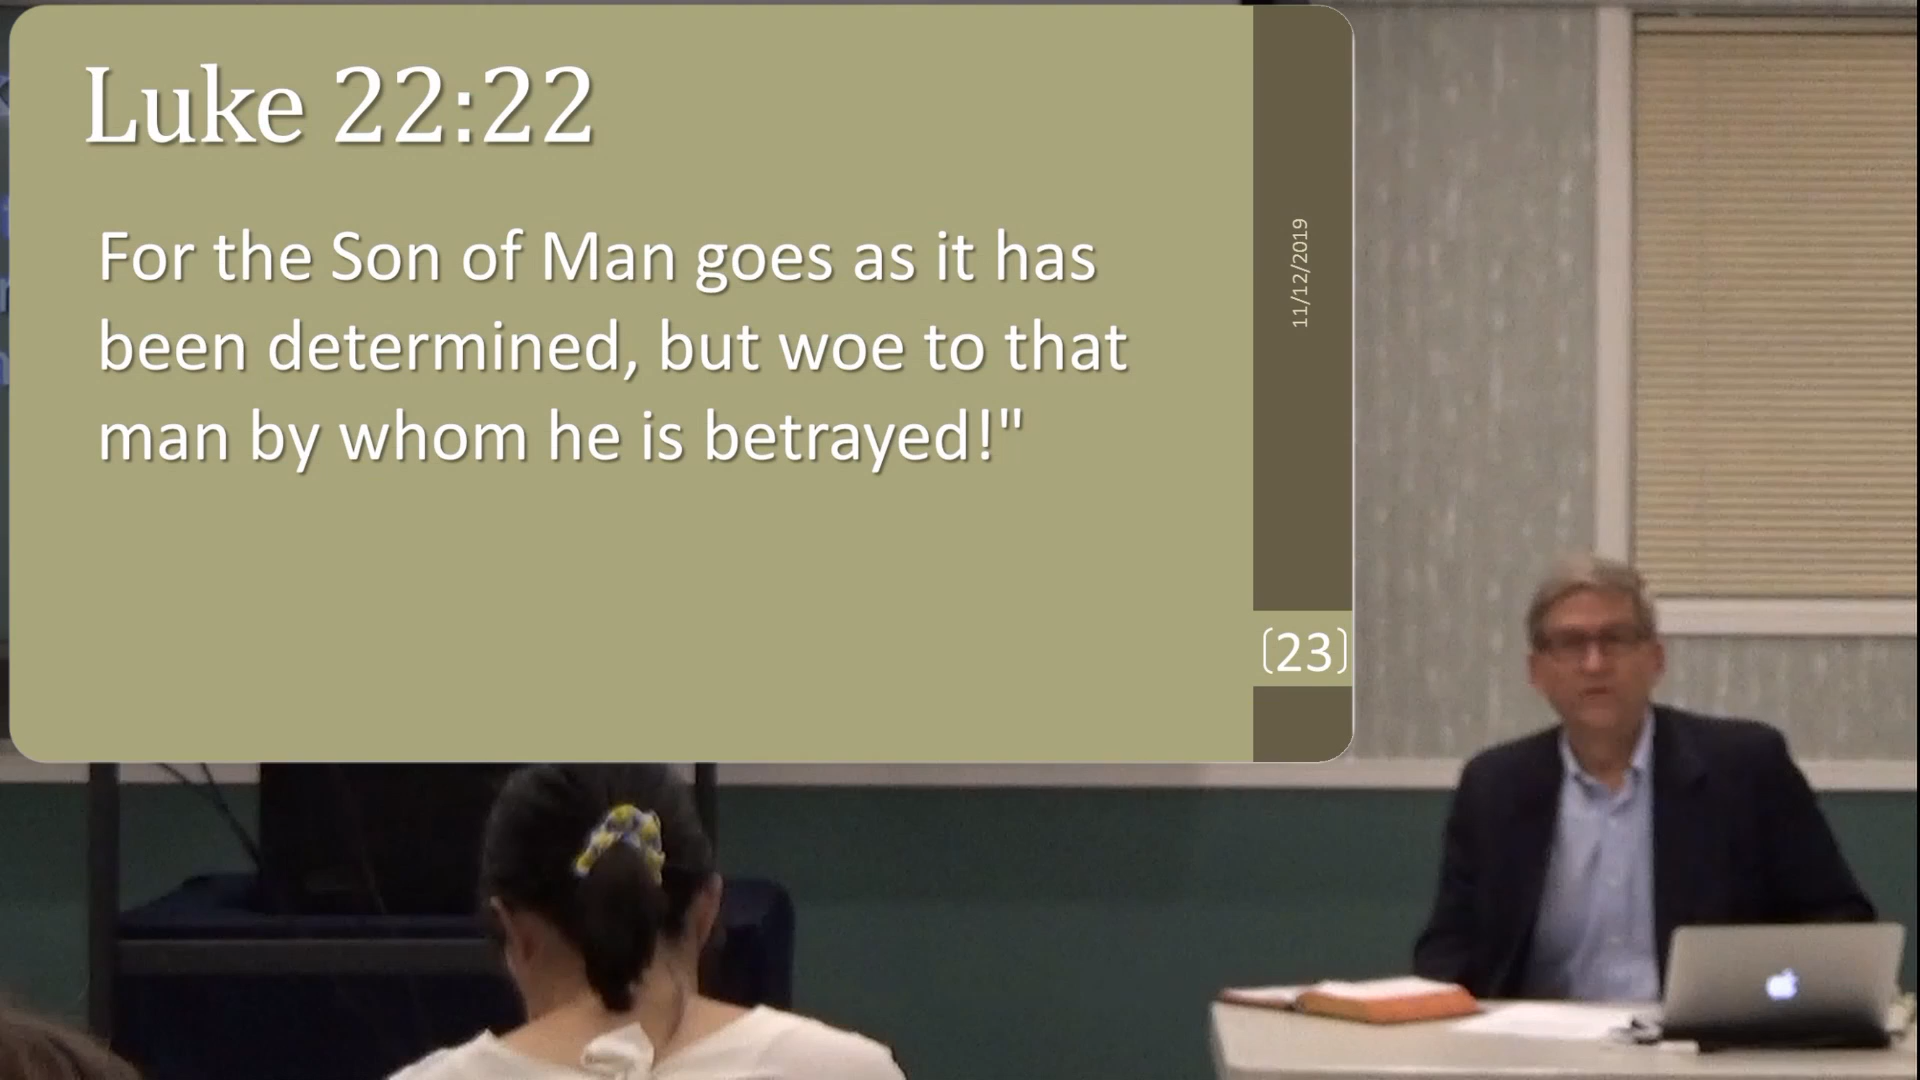 Luke 22:22
For the Son of Man goes as it has
been determined, but woe to that
man by whom he is betrayed!"
11/12/2019
23